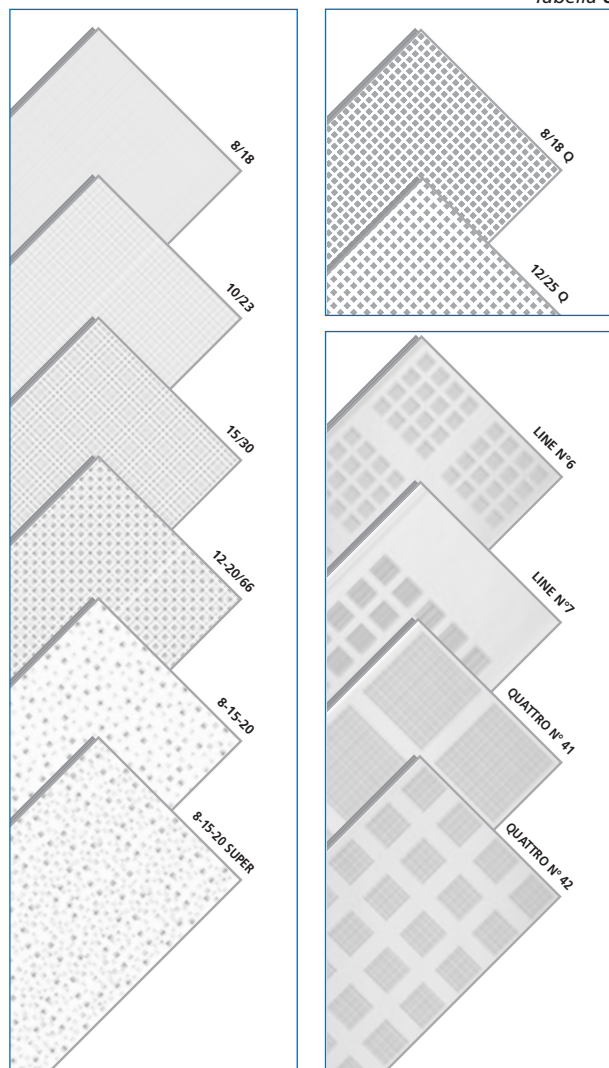 Tabella
8/18
10/23
15/30
12-20/66
8-15-20
8-15-20 SUPER
8/18 Q
12/25 Q
LINE N°6
LINE N°7
QUATTRO N° 41
QUATTRO N° 42